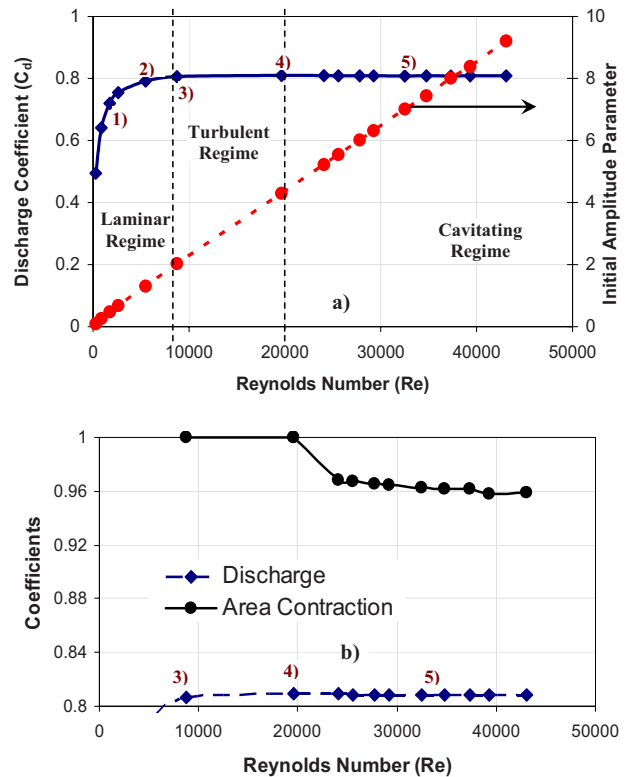 Discharge Coefficient (Cd)
1
0.8
0.6
0.4
0.2
0
10
8
6
4
2
0
Initial Amplitude Parameter
1)
2)
3)
4)
5)
Turbulent
Regime
Laminar
Regime
Cavitating
Regime
a)
0
10000
20000
30000
40000
50000
Reynolds Number (Re)
Coefficients
1
0.96
0.92
0.88
0.84
0.8
Discharge
Area Contraction
b)
3)
4)
5)
0
10000
20000
30000
40000
50000
Reynolds Number (Re)